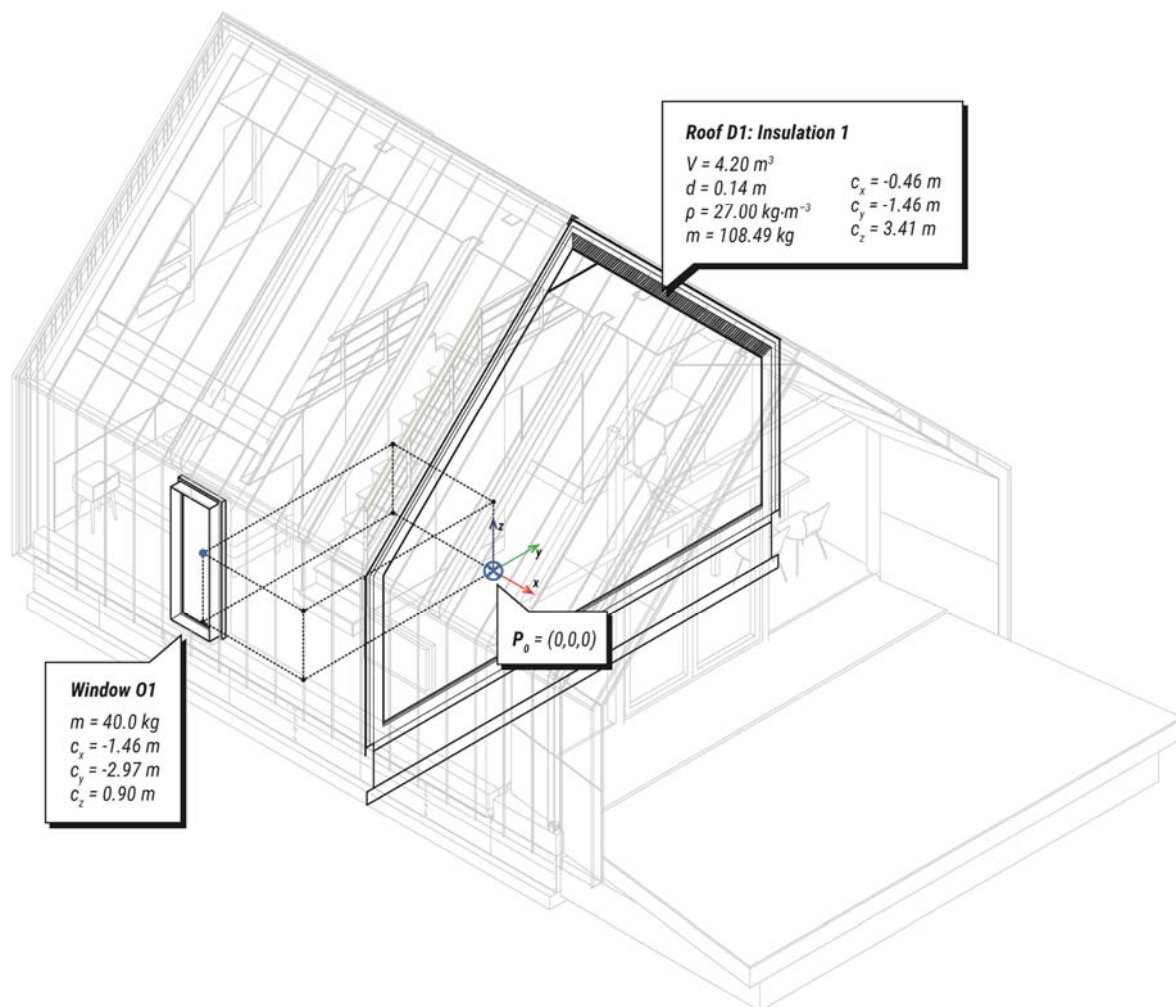 Roof D1: Insulation 1
V = 4.20 m³
d = 0.14 m
ρ = 27.00 kg·m⁻³
m = 108.49 kg
cₓ = -0.46 m
c_y = -1.46 m
c_z = 3.41 m
z
y
x
P₀ = (0,0,0)
Window O1
m = 40.0 kg
cₓ = -1.46 m
c_y = -2.97 m
c_z = 0.90 m